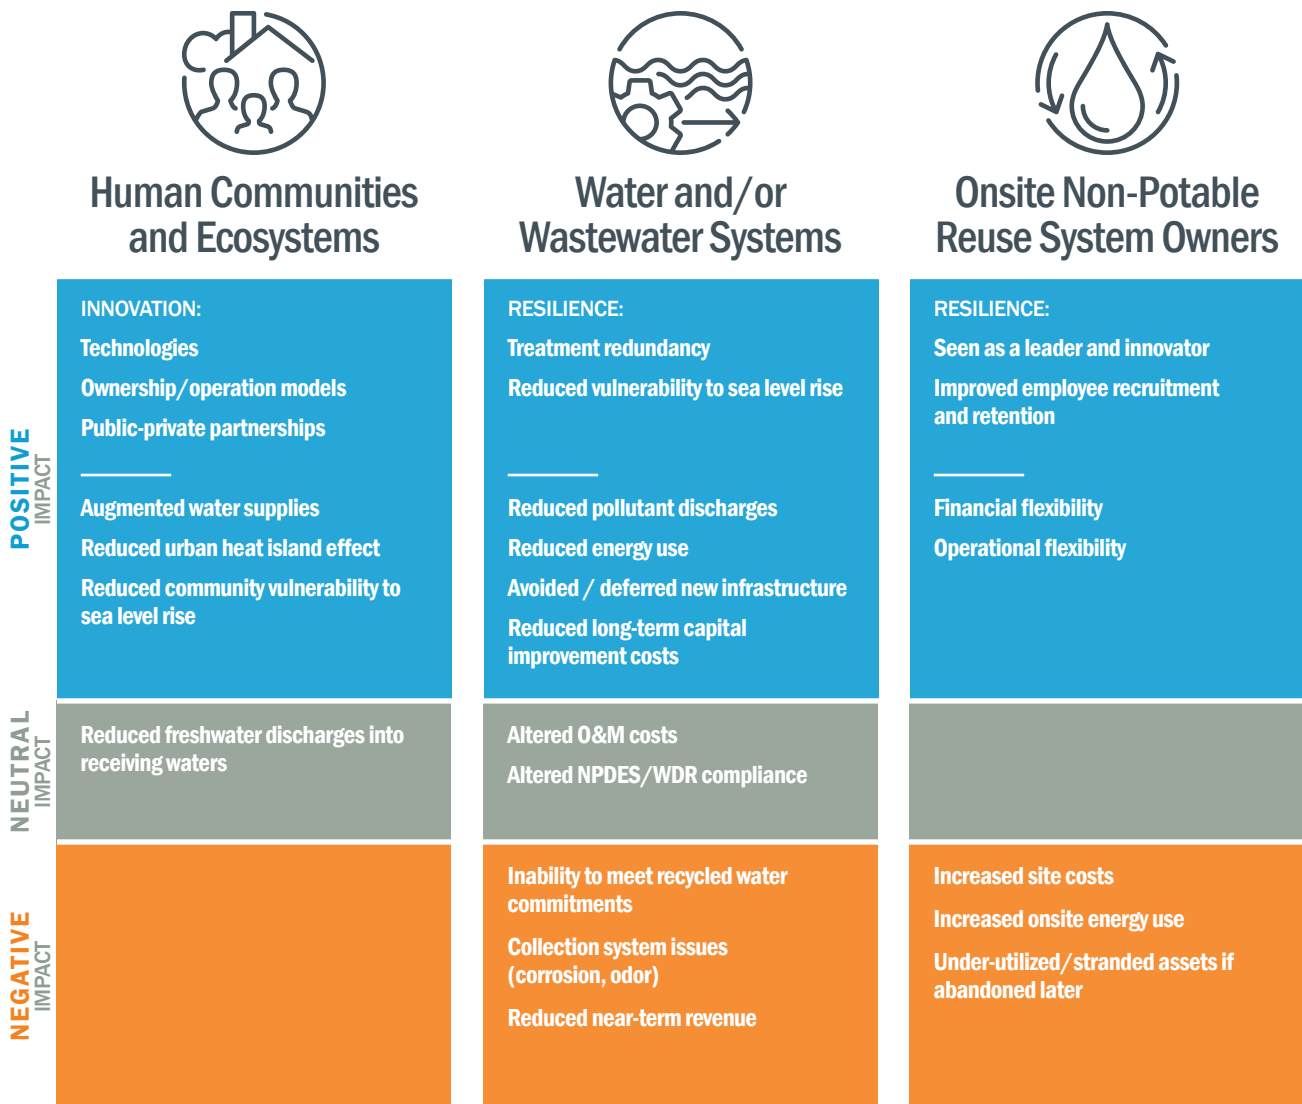 Human Communities
and Ecosystems
Water and/or
Wastewater Systems
Onsite Non-Potable
Reuse System Owners
POSITIVE
IMPACT
INNOVATION:
Technologies
Ownership/operation models
Public-private partnerships
Augmented water supplies
Reduced urban heat island effect
Reduced community vulnerability to
sea level rise
RESILIENCE:
Treatment redundancy
Reduced vulnerability to sea level rise
Reduced pollutant discharges
Reduced energy use
Avoided / deferred new infrastructure
Reduced long-term capital
improvement costs
RESILIENCE:
Seen as a leader and innovator
Improved employee recruitment
and retention
Financial flexibility
Operational flexibility
NEUTRAL
IMPACT
Reduced freshwater discharges into
receiving waters
Altered O&M costs
Altered NPDES/WDR compliance
NEGATIVE
IMPACT
Inability to meet recycled water
commitments
Collection system issues
(corrosion, odor)
Reduced near-term revenue
Increased site costs
Increased onsite energy use
Under-utilized/stranded assets if
abandoned later